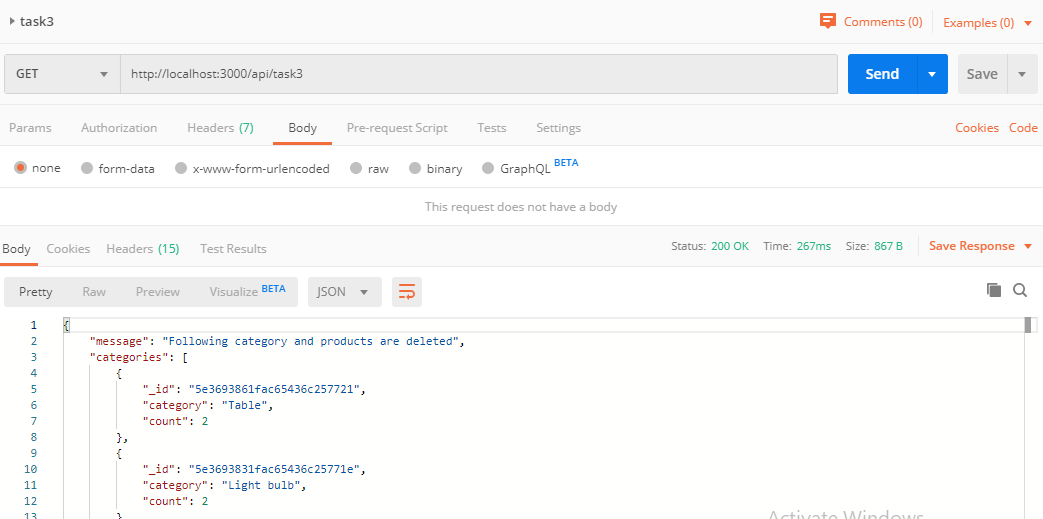 task3
Comments (0) Examples (0)
GET http://localhost:3000/api/task3 Send Save
Params Authorization Headers (7) Body Pre-request Script Tests Settings Cookies Code
none form-data x-www-form-urlencoded raw binary GraphQL BETA
This request does not have a body
Body Cookies Headers (15) Test Results Status: 200 OK Time: 267ms Size: 867 B Save Response
Pretty Raw Preview Visualize BETA JSON
1 {
2 "message": "Following category and products are deleted",
3 "categories": [
4 {
5 "_id": "5e3693861fac65436c257721",
6 "category": "Table",
7 "count": 2
8 },
9 {
10 "_id": "5e3693831fac65436c25771e",
11 "category": "Light bulb",
12 "count": 2
13 }
Activate Windows